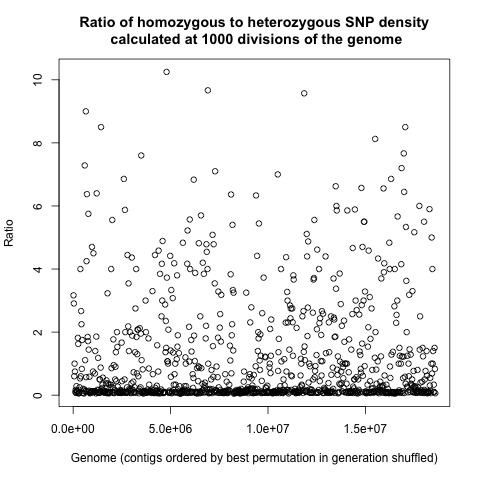 Ratio of homozygous to heterozygous SNP density
calculated at 1000 divisions of the genome
Ratio
10
8
6
4
2
0
0.0e+00 5.0e+06 1.0e+07 1.5e+07
Genome (contigs ordered by best permutation in generation shuffled)